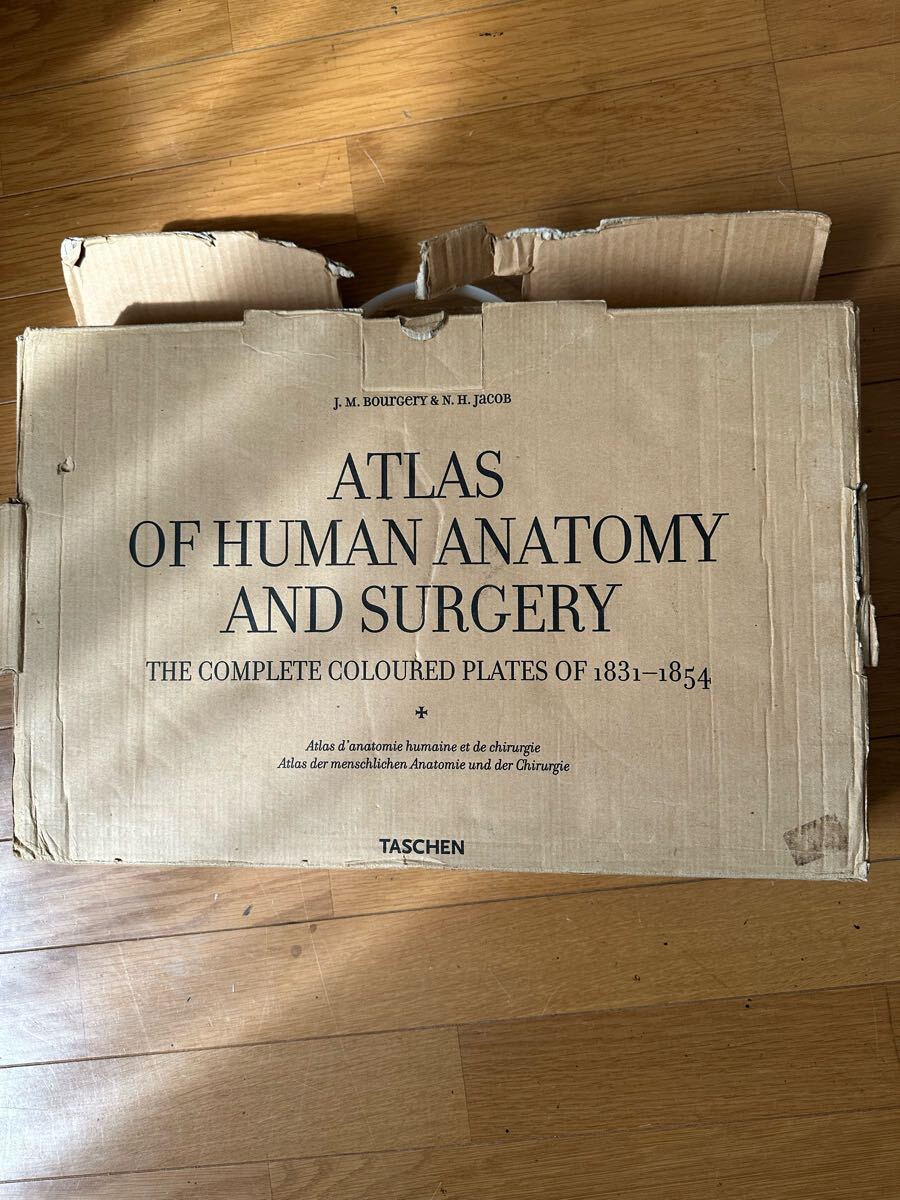 J. M. Bourgery & N. H. Jacob
ATLAS
OF HUMAN ANATOMY
AND SURGERY
THE COMPLETE COLOURED PLATES OF 1831–1854
Atlas d'anatomie humaine et de chirurgie
Atlas der menschlichen Anatomie und der Chirurgie
TASCHEN